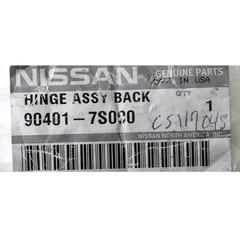 NISSAN GENUINE PARTS
MADE IN USA
HINGE ASSY BACK
QTY
1
90401-7S000
CS117045
NISSAN NORTH AMERICA, INC.